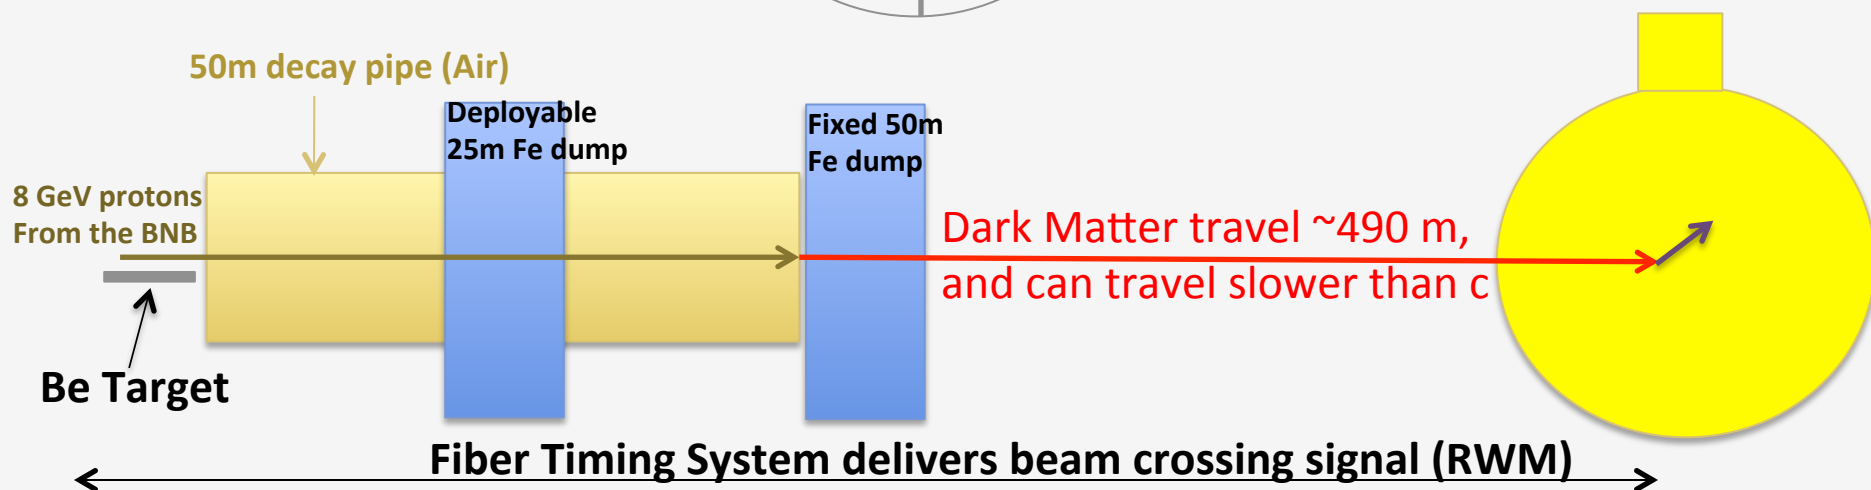 50m decay pipe (Air)
Deployable
25m Fe dump
Fixed 50m
Fe dump
8 GeV protons
From the BNB
Dark Matter travel ~490 m,
and can travel slower than c
Be Target
Fiber Timing System delivers beam crossing signal (RWM)